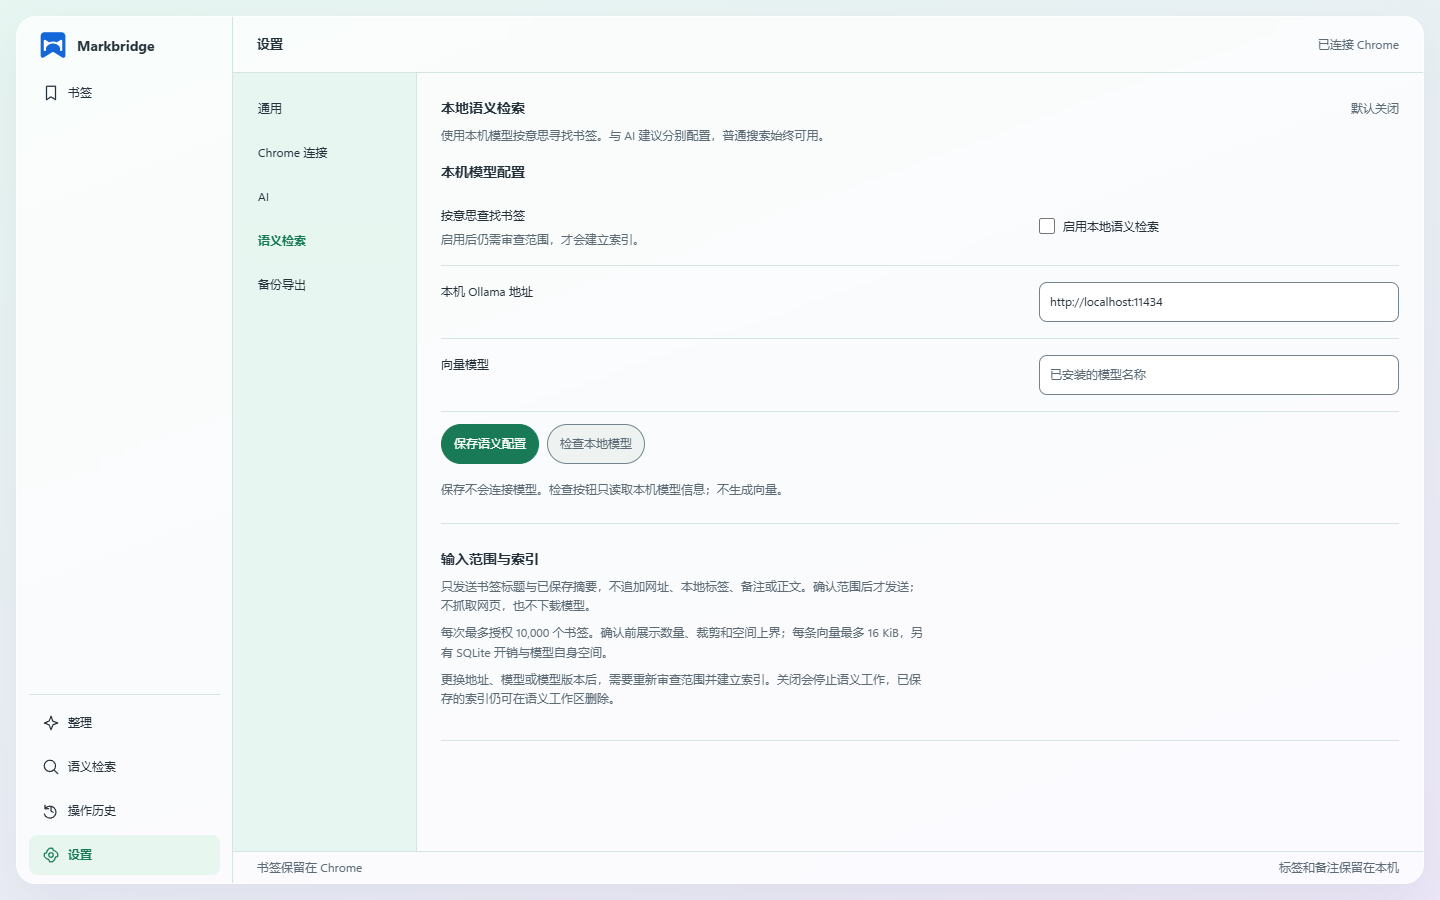 Markbridge
书签
整理
语义检索
操作历史
设置
设置
已连接 Chrome
通用
Chrome 连接
AI
语义检索
备份导出
本地语义检索
默认关闭
使用本机模型按意思寻找书签。与 AI 建议分别配置，普通搜索始终可用。
本机模型配置
按意思查找书签
启用后仍需审查范围，才会建立索引。
启用本地语义检索
本机 Ollama 地址
http://localhost:11434
向量模型
已安装的模型名称
保存语义配置
检查本地模型
保存不会连接模型。检查按钮只读取本机模型信息；不生成向量。
输入范围与索引
只发送书签标题与已保存摘要，不追加网址、本地标签、备注或正文。确认范围后才发送；
不抓取网页，也不下载模型。
每次最多授权 10,000 个书签。确认前展示数量、裁剪和空间上界；每条向量最多 16 KiB，另
有 SQLite 开销与模型自身空间。
更换地址、模型或模型版本后，需要重新审查范围并建立索引。关闭会停止语义工作，已保
存的索引仍可在语义工作区删除。
书签保留在 Chrome
标签和备注保留在本机